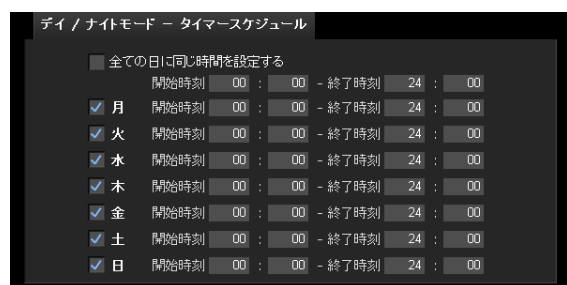 デイ / ナイトモード － タイマースケジュール
全ての日に同じ時間を設定する
開始時刻 00 : 00 - 終了時刻 24 : 00
月 開始時刻 00 : 00 - 終了時刻 24 : 00
火 開始時刻 00 : 00 - 終了時刻 24 : 00
水 開始時刻 00 : 00 - 終了時刻 24 : 00
木 開始時刻 00 : 00 - 終了時刻 24 : 00
金 開始時刻 00 : 00 - 終了時刻 24 : 00
土 開始時刻 00 : 00 - 終了時刻 24 : 00
日 開始時刻 00 : 00 - 終了時刻 24 : 00